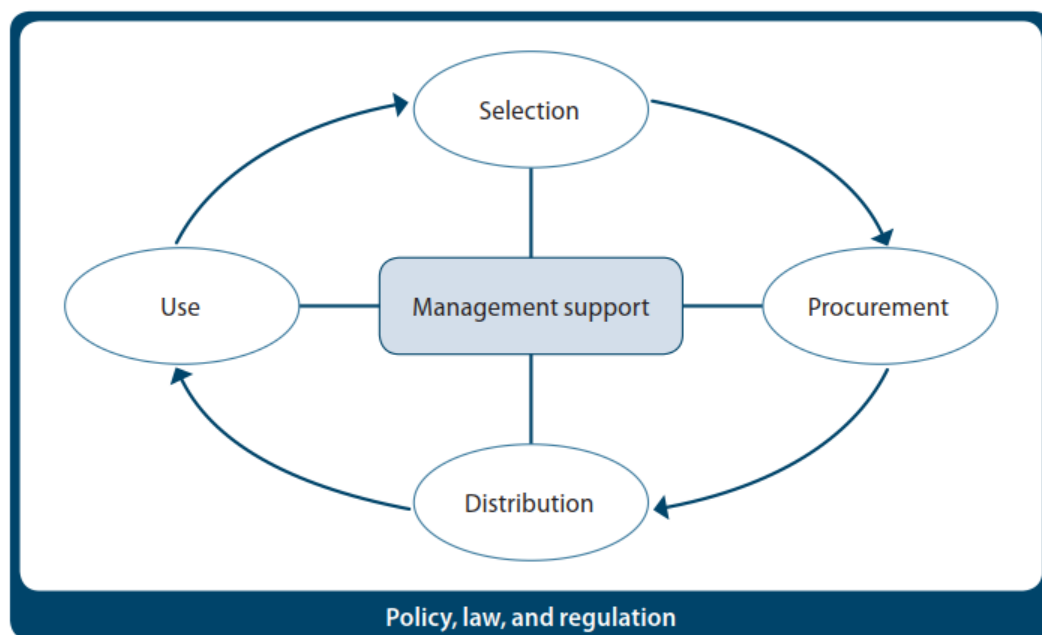 Selection
Use
Management support
Procurement
Distribution
Policy, law, and regulation